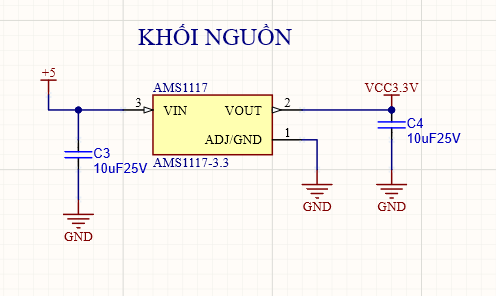 KHỐI NGUỒN
+5
AMS1117
VCC3.3V
3
VIN
VOUT
2
C4
10uF25V
ADJ/GND
1
C3
10uF25V
AMS1117-3.3
GND
GND
GND